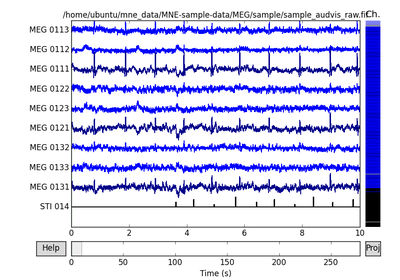 /home/ubuntu/mne_data/MNE-sample-data/MEG/sample/sample_audvis_raw.fif
Ch.
MEG 0113
MEG 0112
MEG 0111
MEG 0122
MEG 0123
MEG 0121
MEG 0132
MEG 0133
MEG 0131
STI 014
0 2 4 6 8 10
Help
Proj
0 50 100 150 200 250
Time (s)